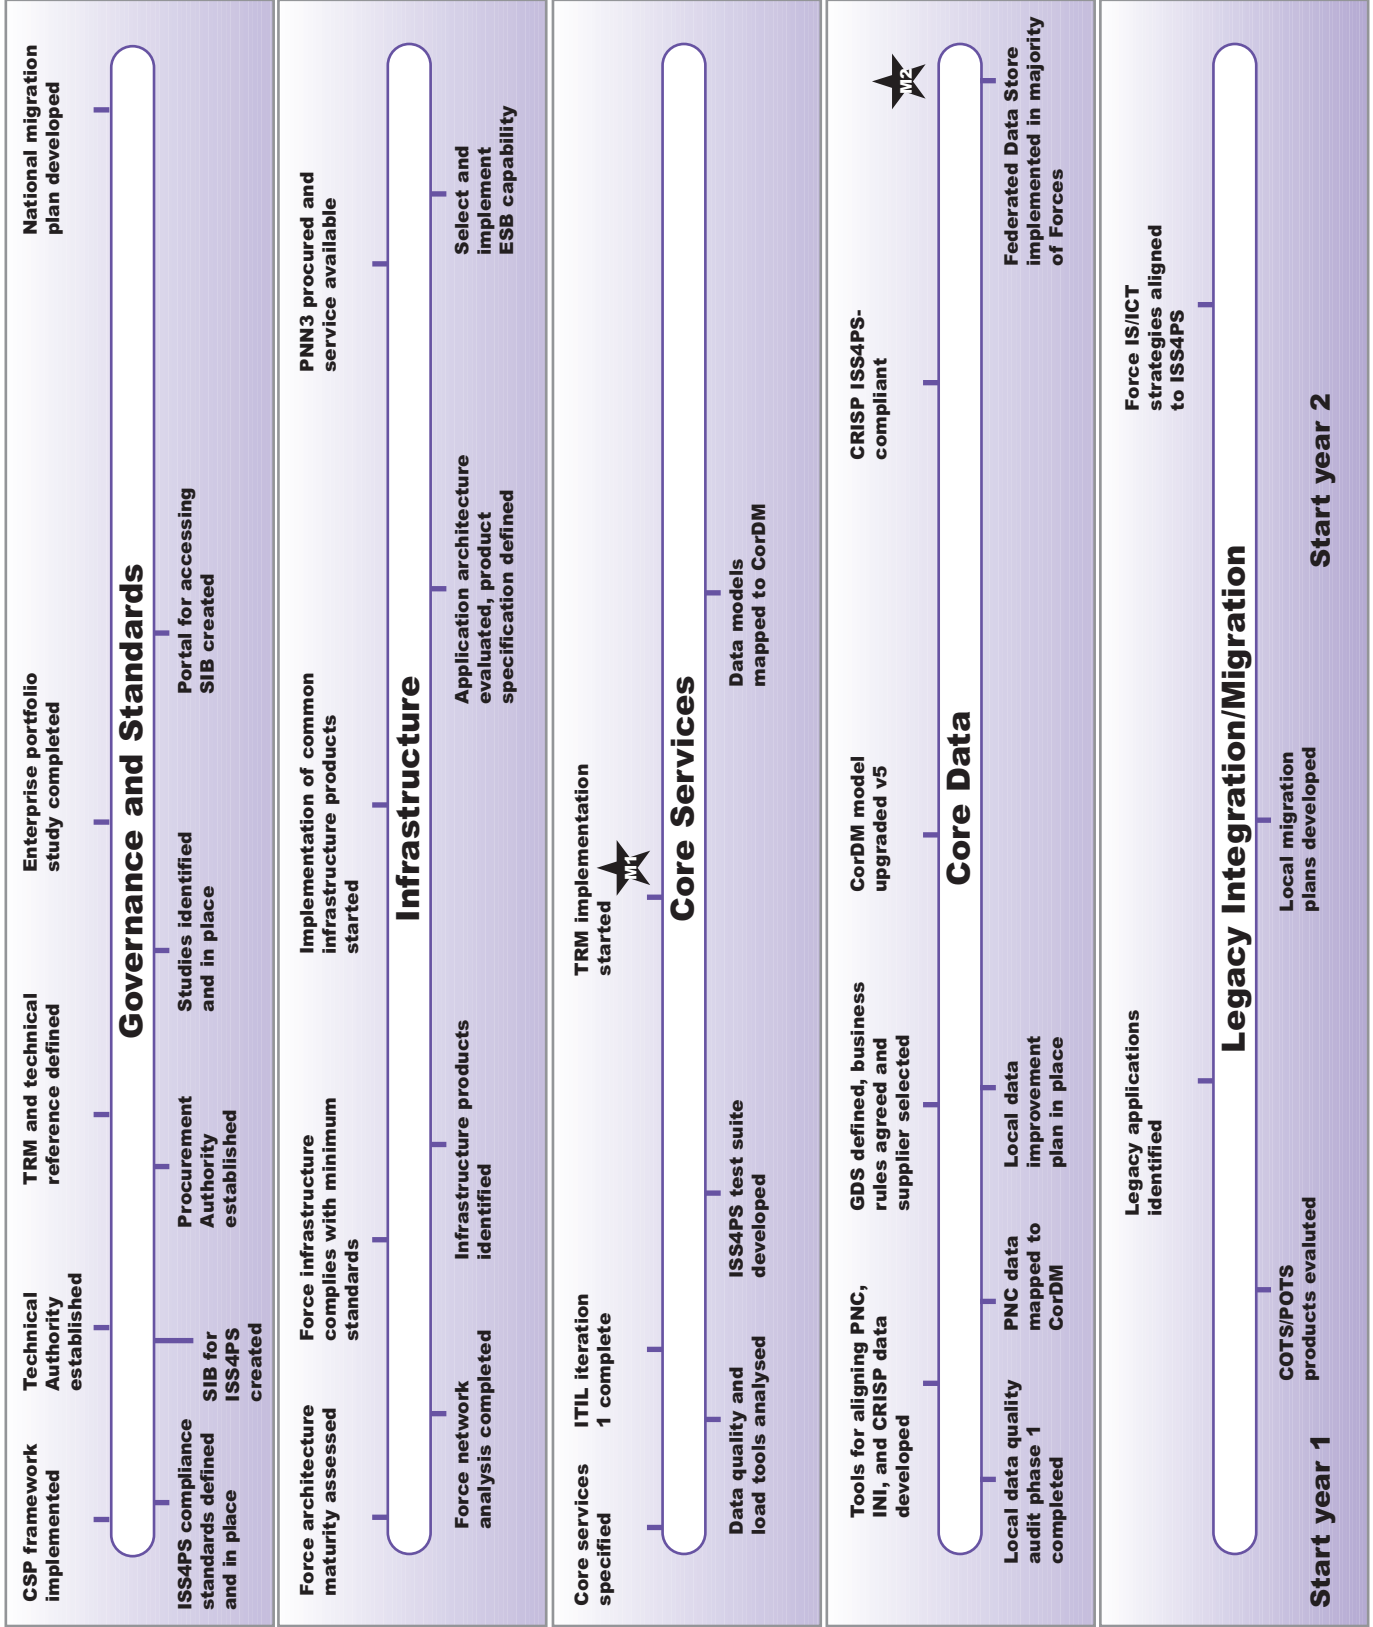 CSP framework
implemented
Technical
Authority
established
TRM and technical
reference defined
Enterprise portfolio
study completed
National migration
plan developed
Governance and Standards
ISS4PS compliance
standards defined
and in place
SIB for
ISS4PS
created
Procurement
Authority
established
Studies identified
and in place
Portal for accessing
SIB created
Force architecture
maturity assessed
Force infrastructure
complies with minimum
standards
Implementation of common
infrastructure products
started
PNN3 procured and
service available
Infrastructure
Force network
analysis completed
Infrastructure products
identified
Application architecture
evaluated, product
specification defined
Select and
implement
ESB capability
Core services
specified
ITIL iteration
1 complete
TRM implementation
started
M1
Core Services
Data quality and
load tools analysed
ISS4PS test suite
developed
Data models
mapped to CorDM
Tools for aligning PNC,
INI, and CRISP data
developed
GDS defined, business
rules agreed and
supplier selected
CorDM model
upgraded v5
CRISP ISS4PS-
compliant
M2
Core Data
Local data quality
audit phase 1
completed
PNC data
mapped to
CorDM
Local data
improvement
plan in place
Federated Data Store
implemented in majority
of Forces
Legacy applications
identified
Force IS/ICT
strategies aligned
to ISS4PS
Legacy Integration/Migration
COTS/POTS
products evaluted
Local migration
plans developed
Start year 1
Start year 2